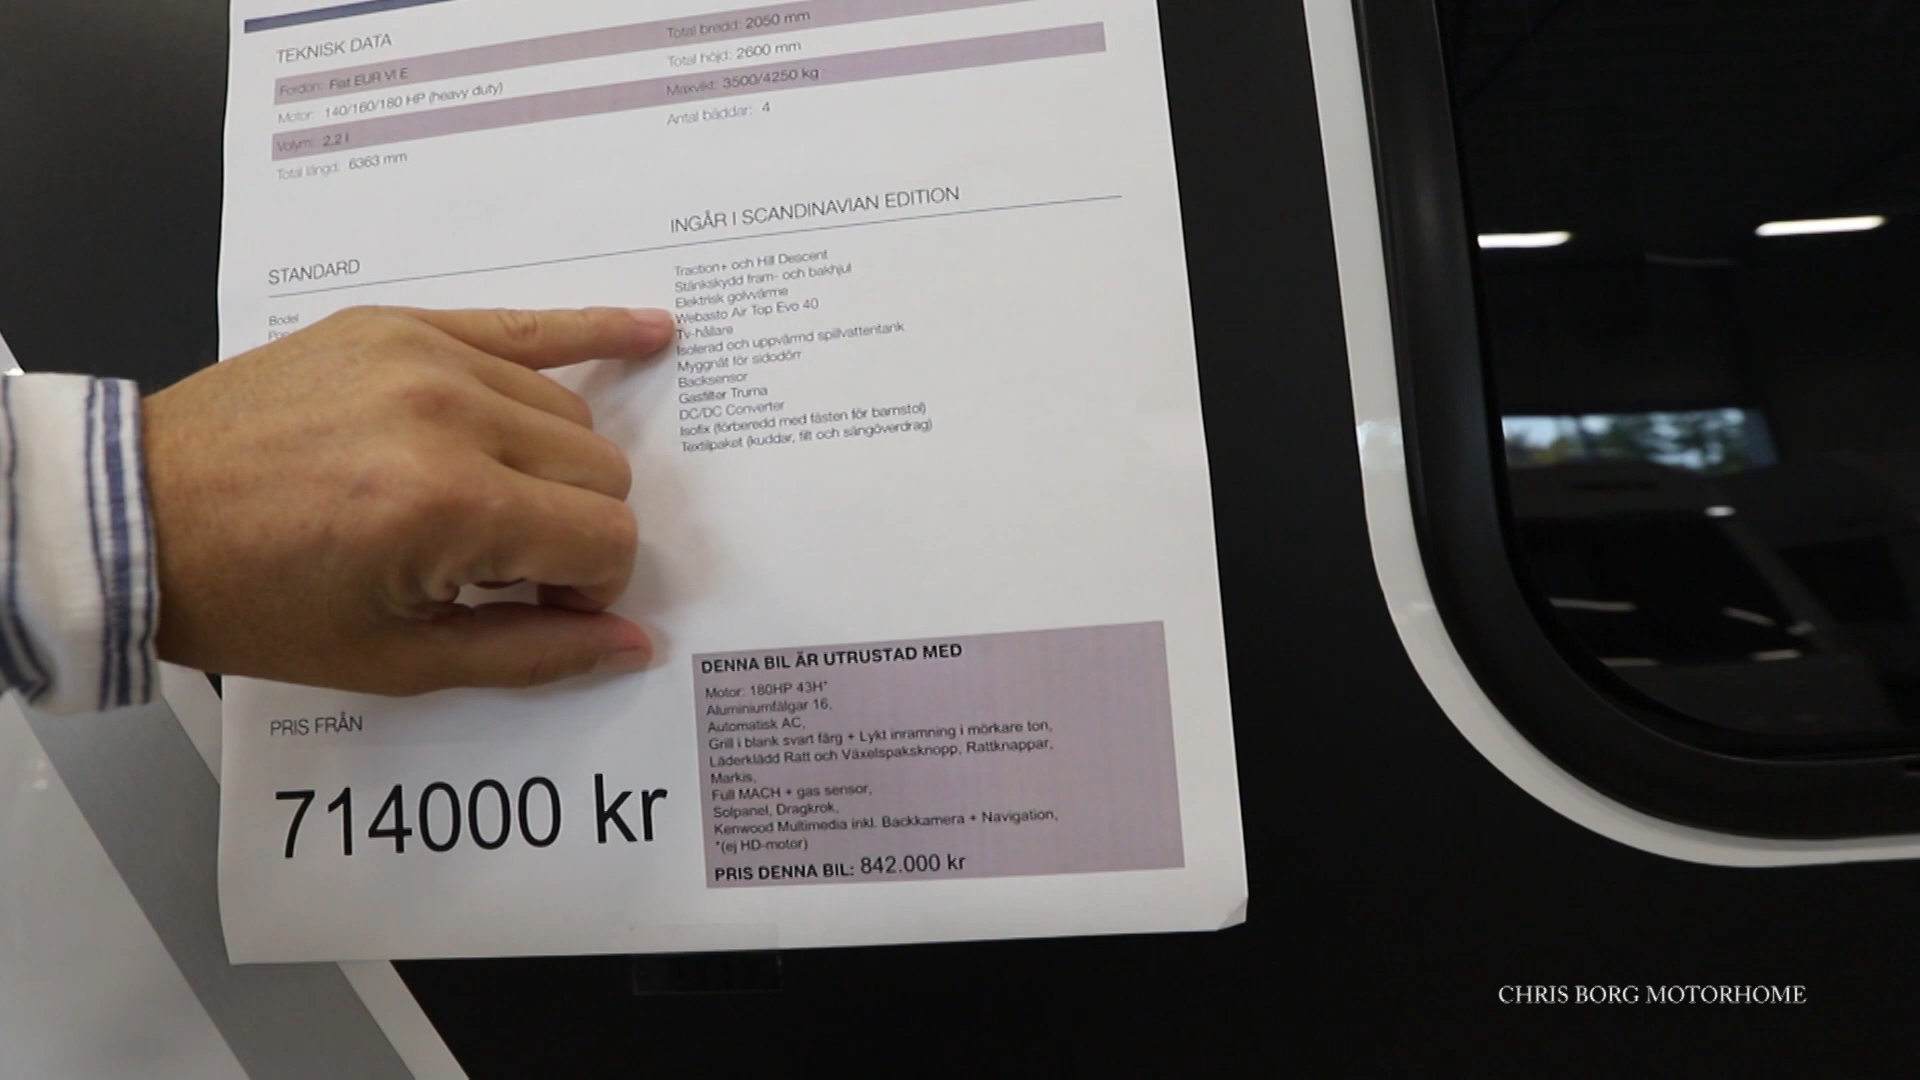 TEKNISK DATA
Fordon: Fiat EUR VI E
Motor: 140/160/180 HP (heavy duty)
Volym: 2,2 l
Total längd: 6363 mm
Total bredd: 2050 mm
Total höjd: 2600 mm
Maxvikt: 3500/4250 kg
Antal bäddar: 4
STANDARD
Bodel
INGÅR I SCANDINAVIAN EDITION
Traction+ och Hill Descent
Stänkskydd fram- och bakhjul
Elektrisk golvvärme
Webasto Air Top Evo 40
Tv-hållare
Isolerad och uppvärmd spillvattentank
Myggnät för sidodörr
Backsensor
Gasfilter Truma
DC/DC Converter
Isofix (förberedd med fästen för barnstol)
Textilpaket (kuddar, filt och sängöverdrag)
PRIS FRÅN
714000 kr
DENNA BIL ÄR UTRUSTAD MED
Motor: 180HP 43H*
Aluminiumfälgar 16,
Automatisk AC,
Grill i blank svart färg + Lykt inramning i mörkare ton,
Läderklädd Ratt och Växelspaksknopp, Rattknappar,
Markis,
Full MACH + gas sensor,
Solpanel, Dragkrok,
Kenwood Multimedia inkl. Backkamera + Navigation,
*(ej HD-motor)
PRIS DENNA BIL: 842.000 kr
CHRIS BORG MOTORHOME